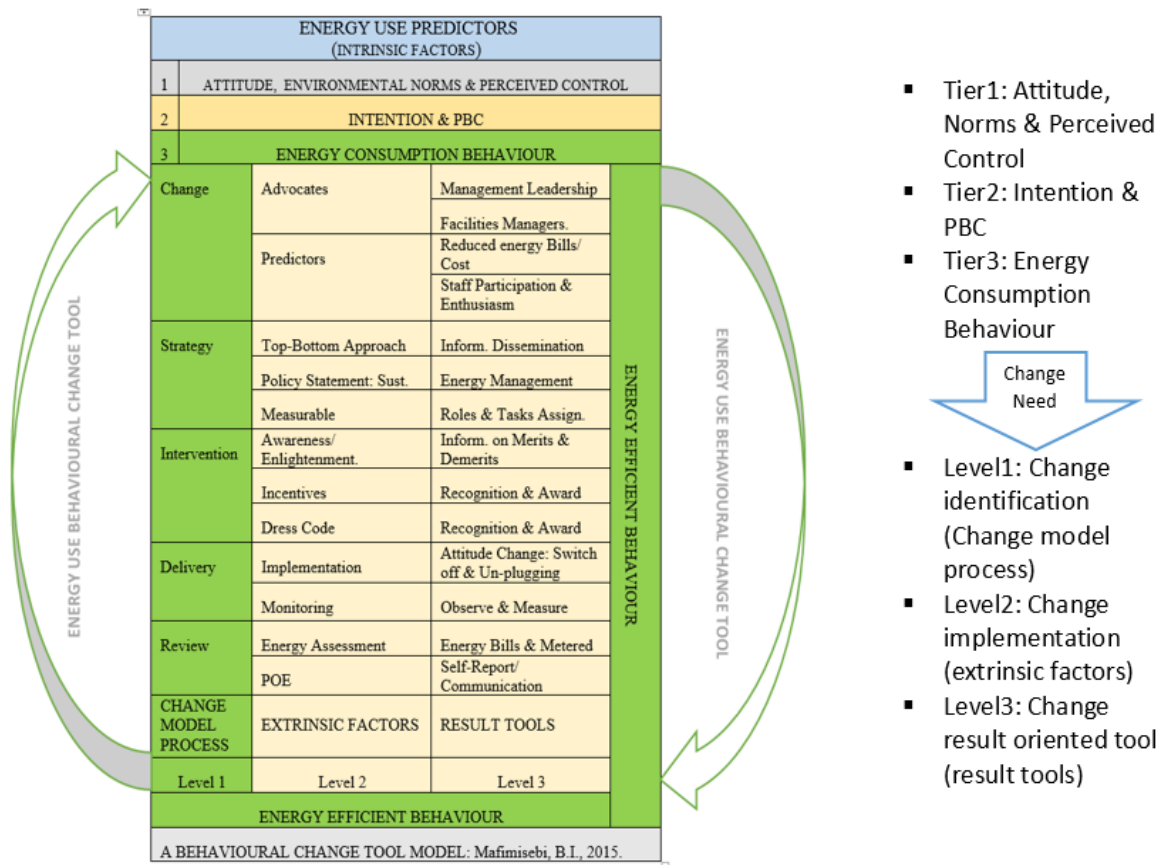 ENERGY USE PREDICTORS
(INTRINSIC FACTORS)
1 ATTITUDE, ENVIRONMENTAL NORMS & PERCEIVED CONTROL
2 INTENTION & PBC
3 ENERGY CONSUMPTION BEHAVIOUR
Change Advocates Management Leadership
Facilities Managers.
Predictors Reduced energy Bills/
Cost
Staff Participation &
Enthusiasm
Strategy Top-Bottom Approach Inform. Dissemination
Policy Statement: Sust. Energy Management
Measurable Roles & Tasks Assign.
Intervention Awareness/ Inform. on Merits &
Enlightenment. Demerits
Incentives Recognition & Award
Dress Code Recognition & Award
Delivery Implementation Attitude Change: Switch
off & Un-plugging
Monitoring Observe & Measure
Review Energy Assessment Energy Bills & Metered
POE Self-Report/
Communication
CHANGE
MODEL EXTRINSIC FACTORS RESULT TOOLS
PROCESS
Level 1 Level 2 Level 3
ENERGY EFFICIENT BEHAVIOUR
A BEHAVIOURAL CHANGE TOOL MODEL: Mafimisebi, B.I., 2015.
ENERGY EFFICIENT BEHAVIOUR
ENERGY USE BEHAVIOURAL CHANGE TOOL
ENERGY USE BEHAVIOURAL CHANGE TOOL
▪ Tier1: Attitude,
Norms & Perceived
Control
▪ Tier2: Intention &
PBC
▪ Tier3: Energy
Consumption
Behaviour
Change
Need
▪ Level1: Change
identification
(Change model
process)
▪ Level2: Change
implementation
(extrinsic factors)
▪ Level3: Change
result oriented tool
(result tools)